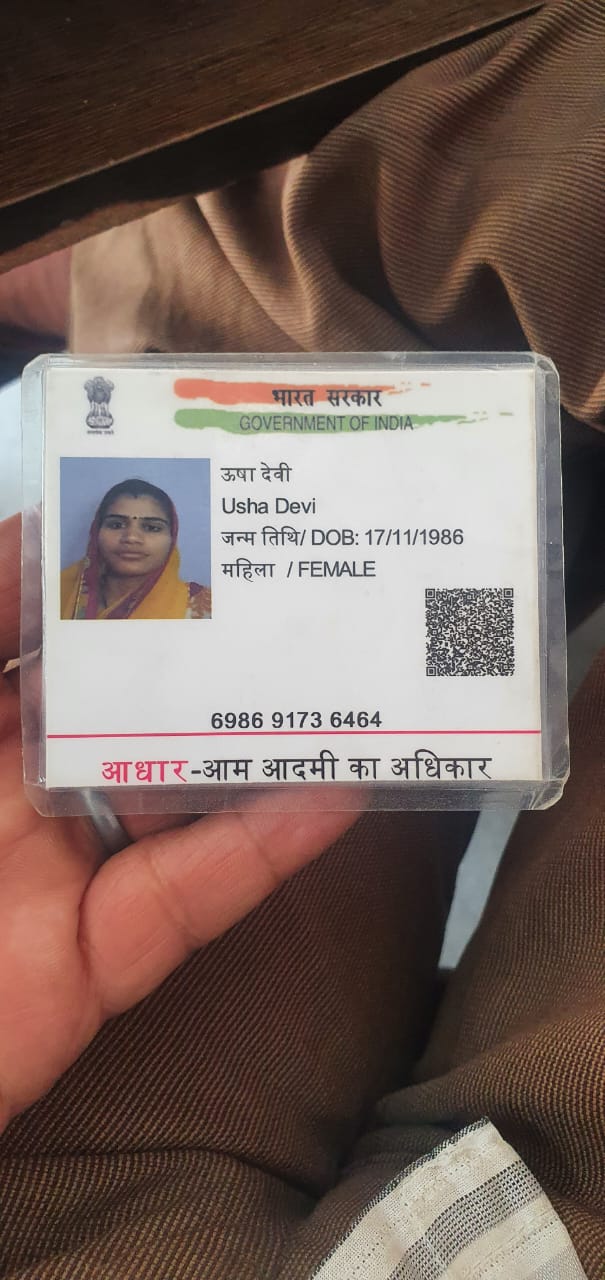 भारत सरकार
GOVERNMENT OF INDIA
ऊषा देवी
Usha Devi
जन्म तिथि/ DOB: 17/11/1986
महिला / FEMALE
6986 9173 6464
आधार-आम आदमी का अधिकार